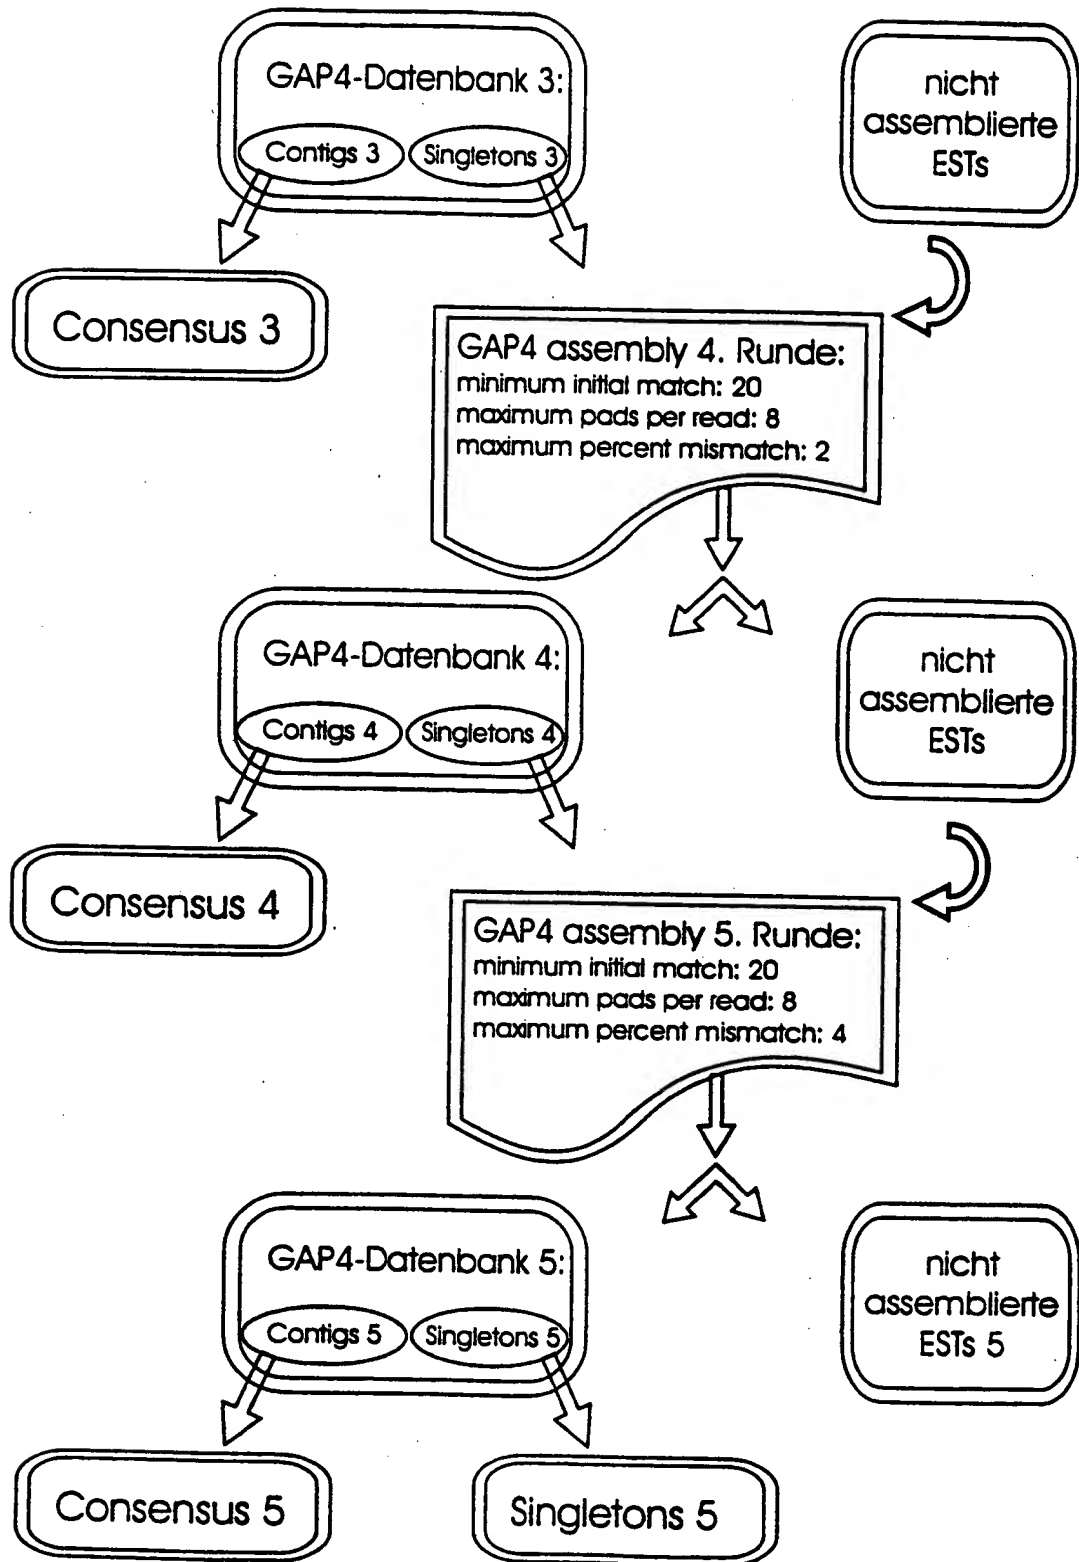 GAP4-Datenbank 3:
Contigs 3
Singletons 3
nicht
assemblierte
ESTs
Consensus 3
GAP4 assembly 4. Runde:
minimum initial match: 20
maximum pads per read: 8
maximum percent mismatch: 2
GAP4-Datenbank 4:
Contigs 4
Singletons 4
nicht
assemblierte
ESTs
Consensus 4
GAP4 assembly 5. Runde:
minimum initial match: 20
maximum pads per read: 8
maximum percent mismatch: 4
GAP4-Datenbank 5:
Contigs 5
Singletons 5
nicht
assemblierte
ESTs 5
Consensus 5
Singletons 5